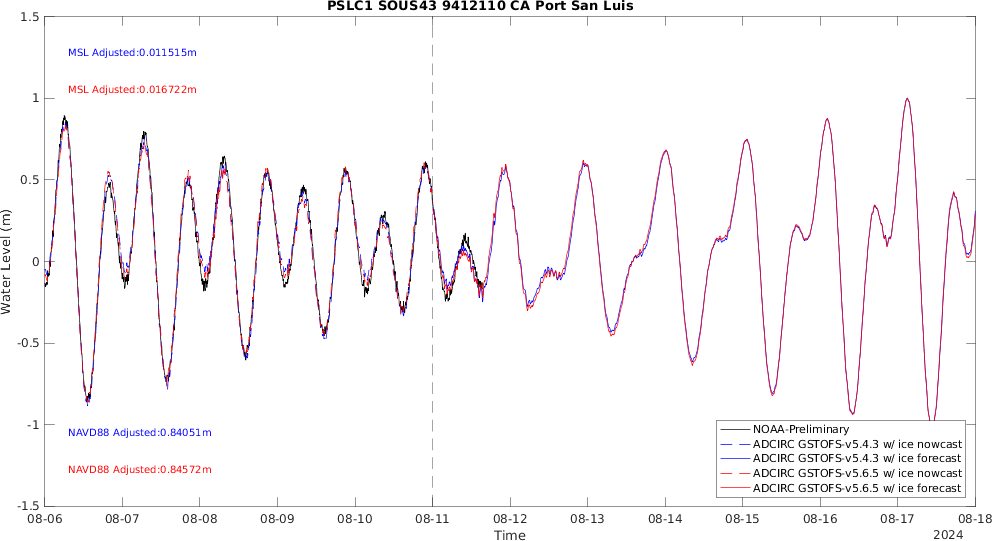 PSLC1 SOUS43 9412110 CA Port San Luis
1.5
1
0.5
0
-0.5
-1
-1.5
Water Level (m)
MSL Adjusted:0.011515m
MSL Adjusted:0.016722m
NAVD88 Adjusted:0.84051m
NAVD88 Adjusted:0.84572m
NOAA-Preliminary
ADCIRC GSTOFS-v5.4.3 w/ ice nowcast
ADCIRC GSTOFS-v5.4.3 w/ ice forecast
ADCIRC GSTOFS-v5.6.5 w/ ice nowcast
ADCIRC GSTOFS-v5.6.5 w/ ice forecast
08-06 08-07 08-08 08-09 08-10 08-11 08-12 08-13 08-14 08-15 08-16 08-17 08-18
Time
2024